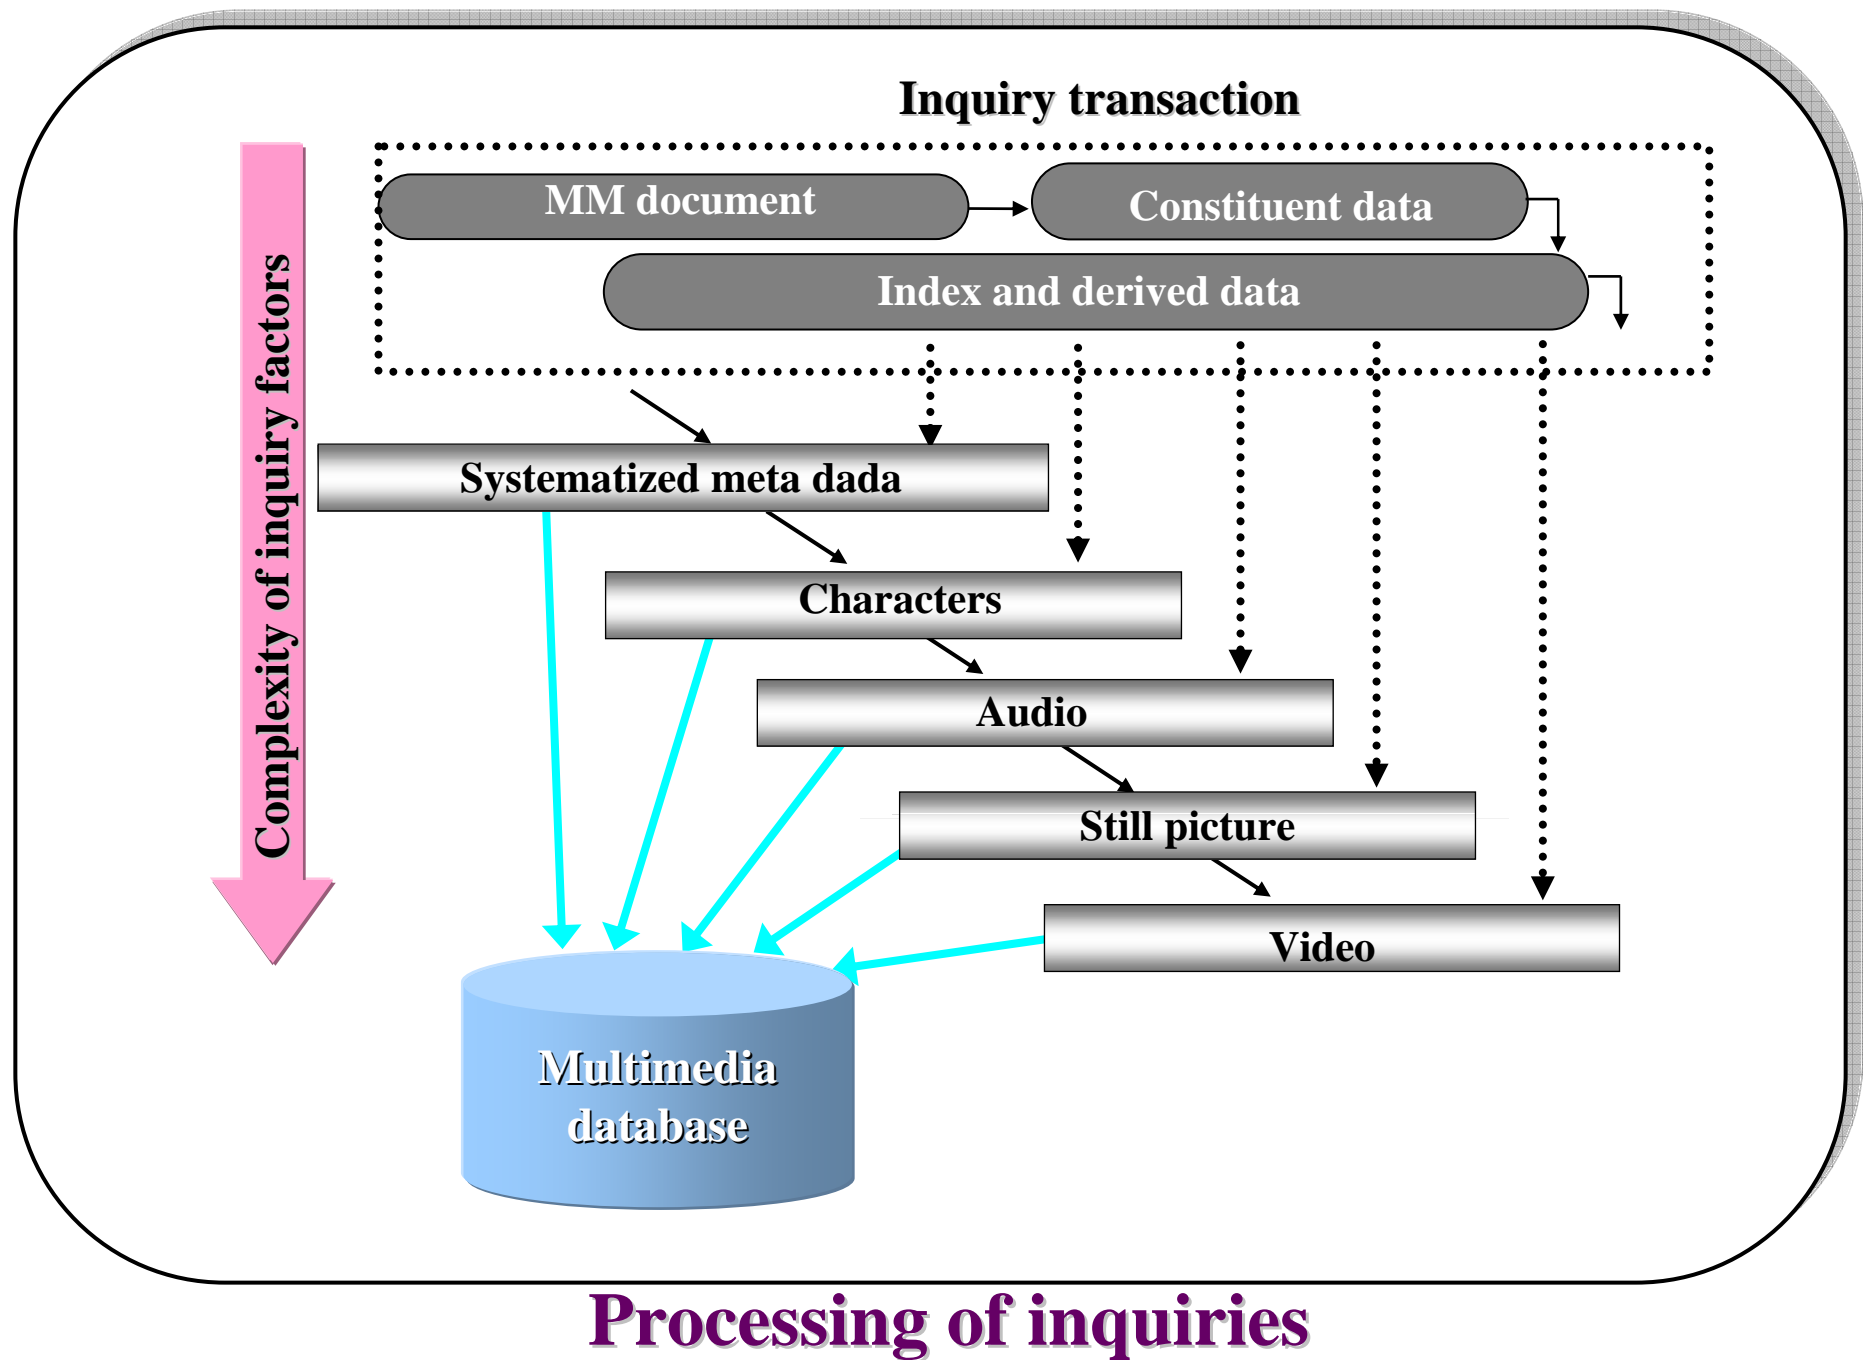 Inquiry transaction
MM document
Constituent data
Index and derived data
Complexity of inquiry factors
Systematized meta dada
Characters
Audio
Still picture
Video
Multimedia
database
Processing of inquiries